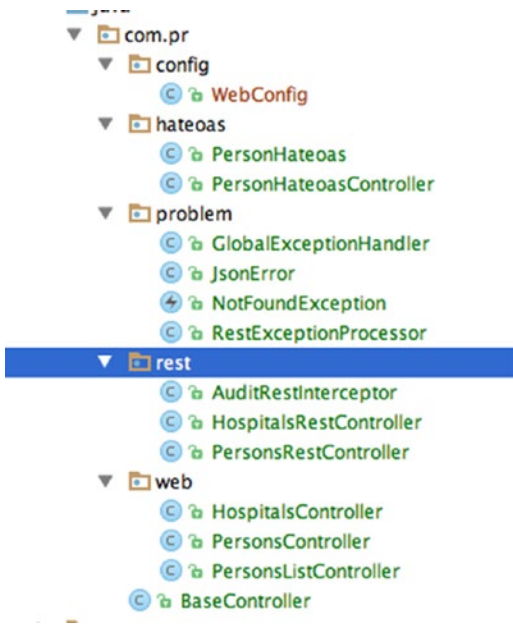 com.pr
config
WebConfig
hateoas
PersonHateoas
PersonHateoasController
problem
GlobalExceptionHandler
JsonError
NotFoundException
RestExceptionProcessor
rest
AuditRestInterceptor
HospitalsRestController
PersonsRestController
web
HospitalsController
PersonsController
PersonsListController
BaseController